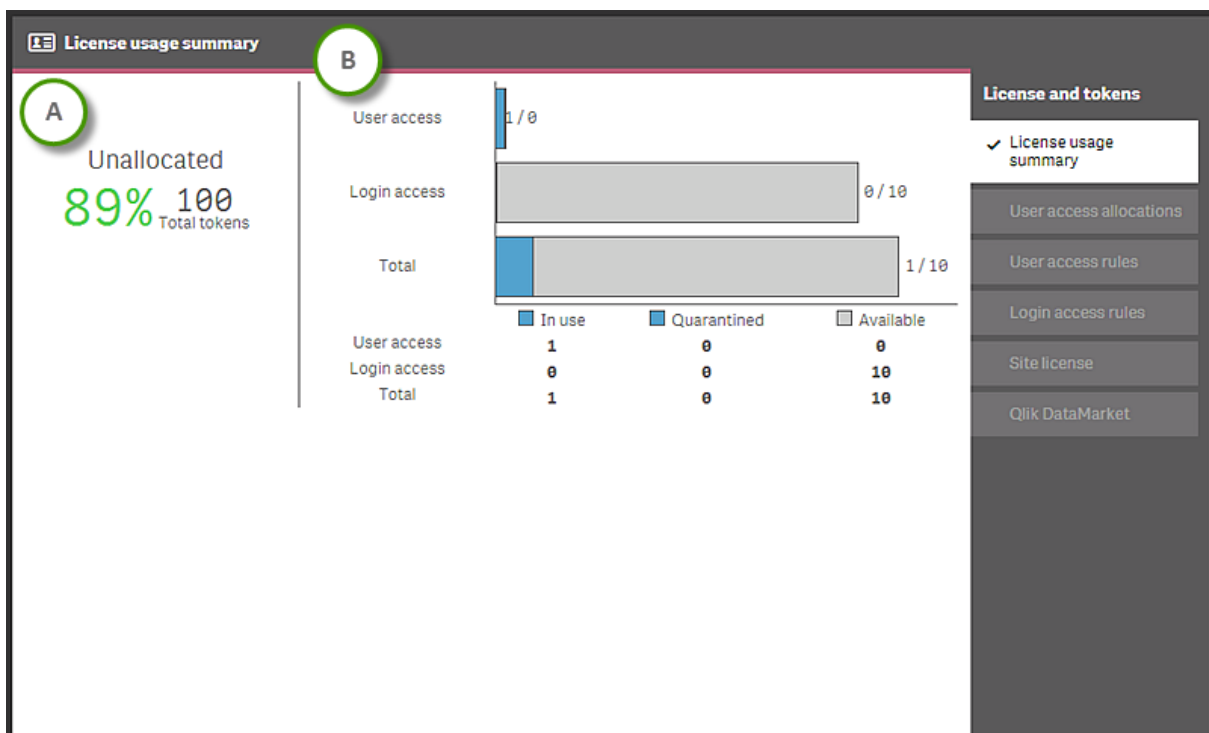 License usage summary
A
Unallocated
89% 100
Total tokens
B
User access 1/0
Login access 0/10
Total 1/10
In use Quarantined Available
User access 1 0 0
Login access 0 0 10
Total 1 0 10
License and tokens
License usage
summary
User access allocations
User access rules
Login access rules
Site license
Qlik DataMarket